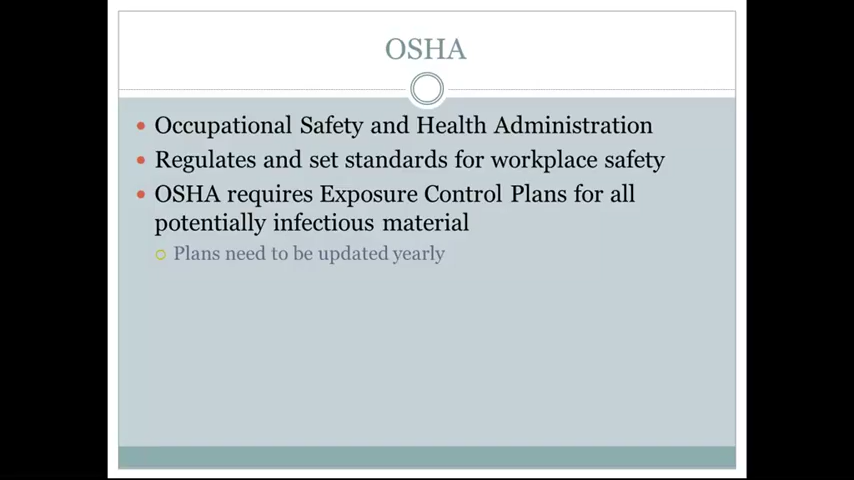 OSHA
Occupational Safety and Health Administration
Regulates and set standards for workplace safety
OSHA requires Exposure Control Plans for all
potentially infectious material
Plans need to be updated yearly